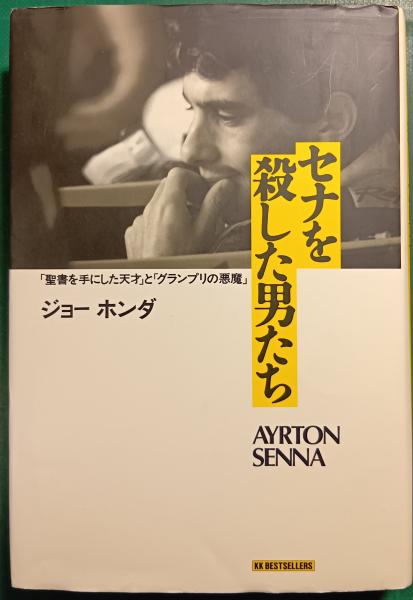 セナを
殺した男たち
「聖書を手にした天才」と「グランプリの悪魔」
ジョー ホンダ
AYRTON
SENNA
KK BESTSELLERS